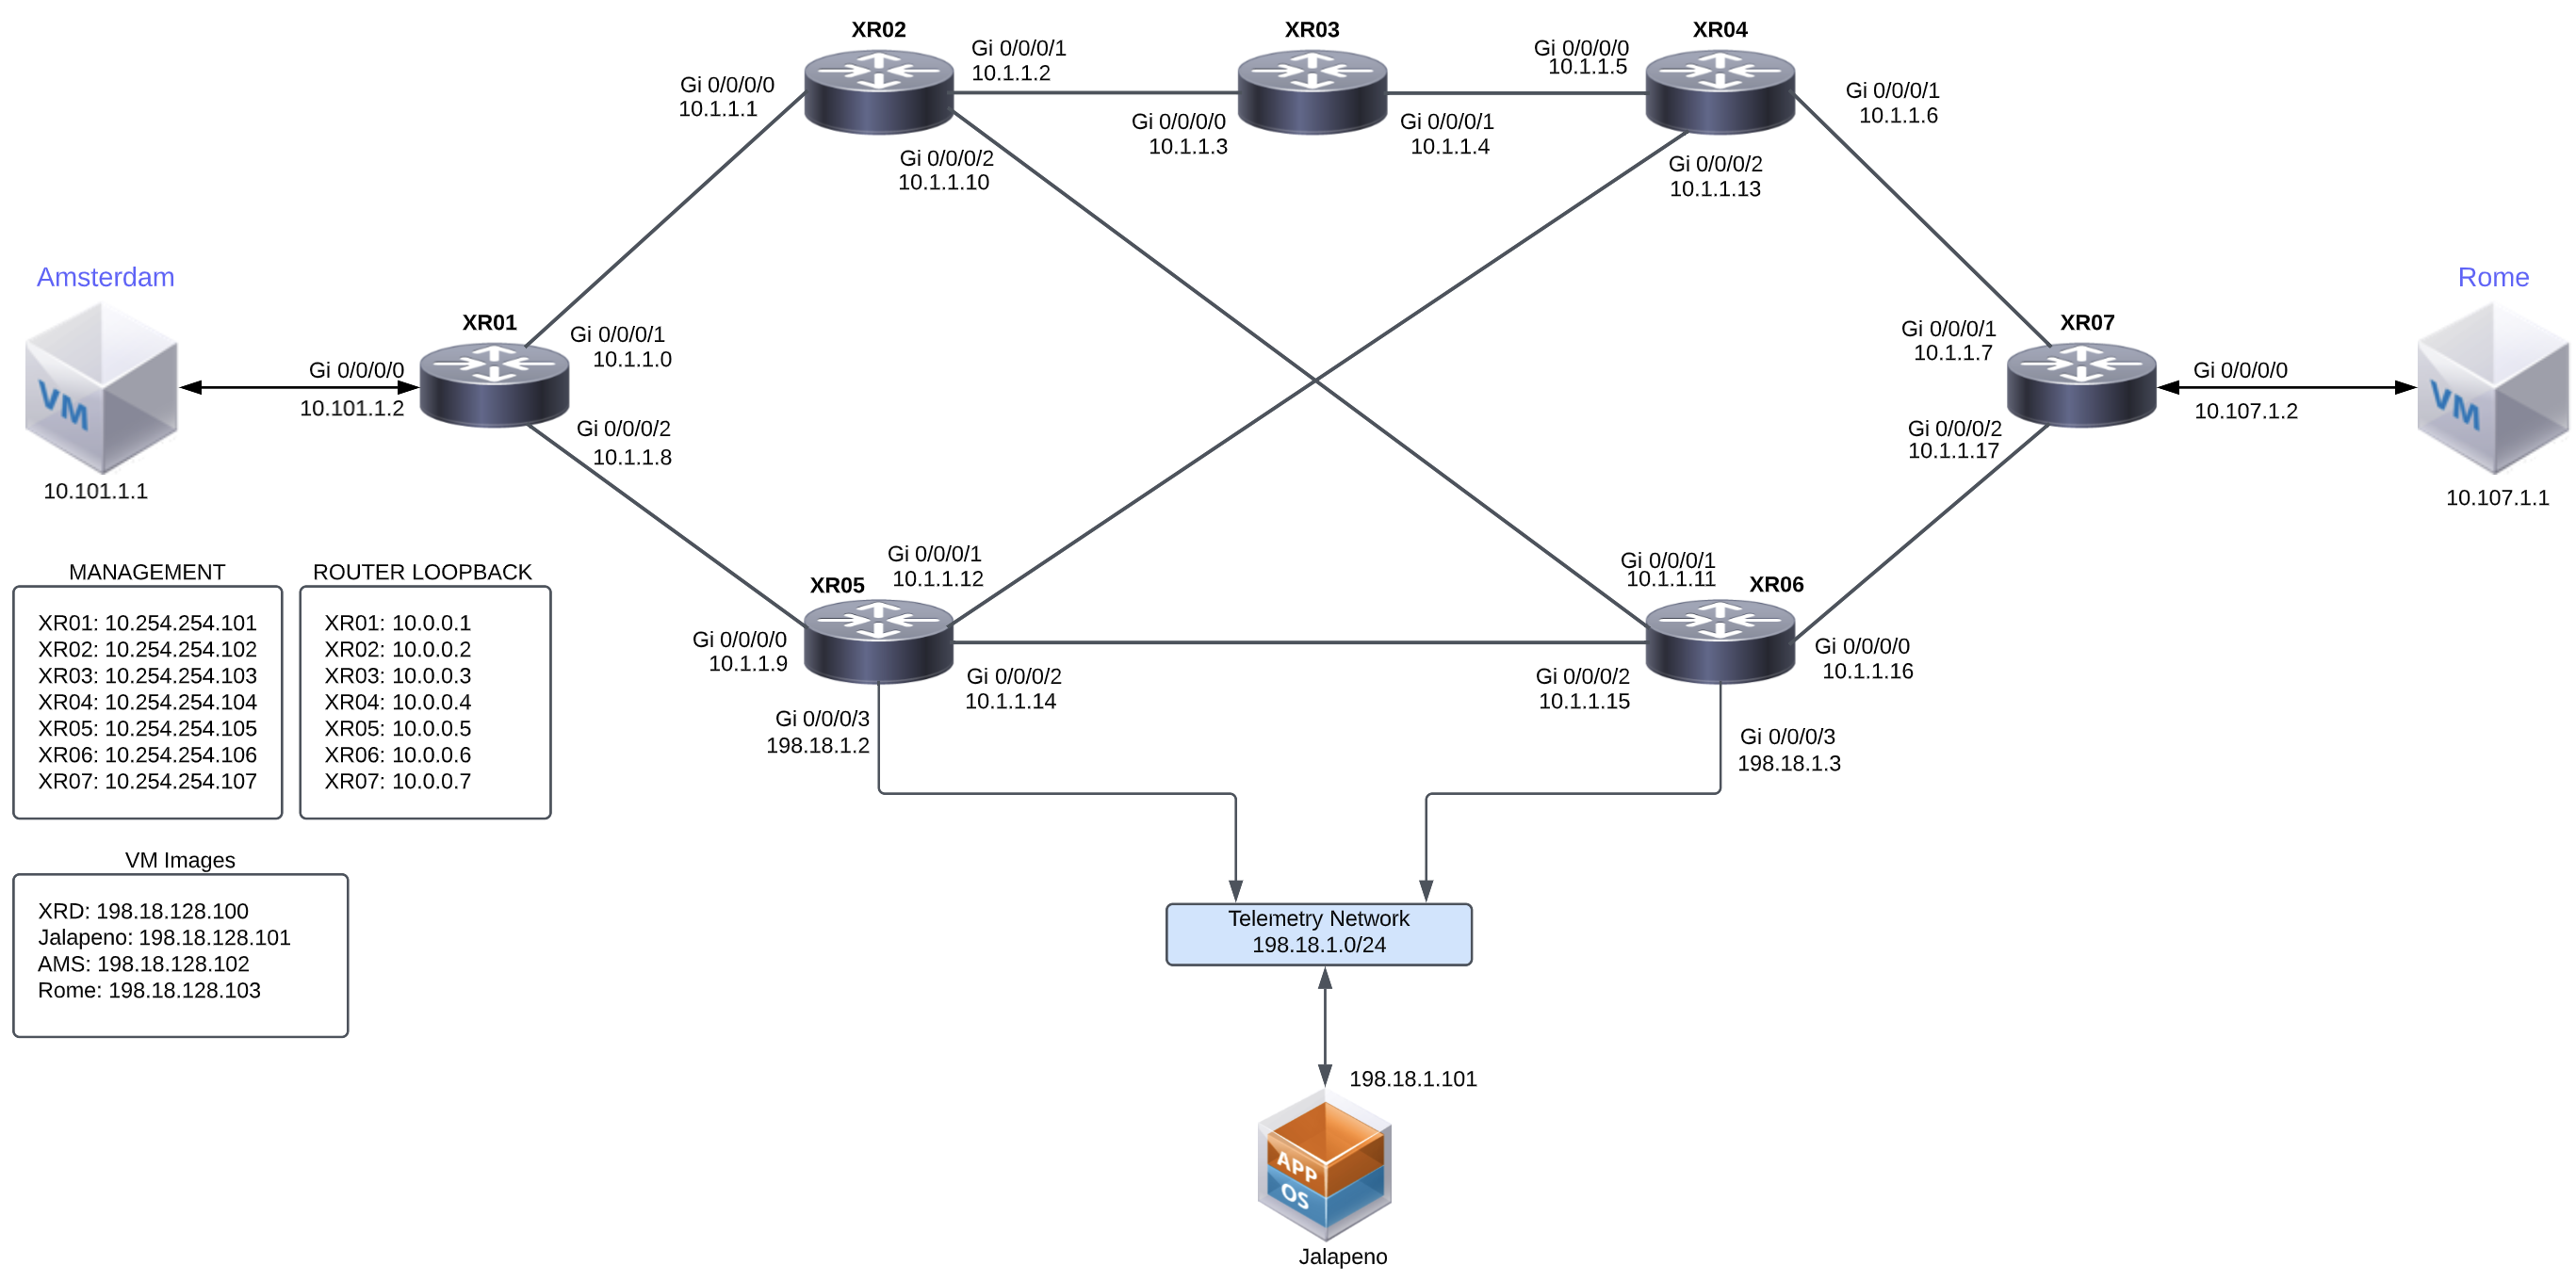 XR02
XR03
XR04
Gi 0/0/0/1
10.1.1.2
Gi 0/0/0/0
10.1.1.5
Gi 0/0/0/0
10.1.1.1
Gi 0/0/0/1
10.1.1.6
Gi 0/0/0/0
10.1.1.3
Gi 0/0/0/1
10.1.1.4
Gi 0/0/0/2
10.1.1.10
Gi 0/0/0/2
10.1.1.13
Amsterdam
Rome
XR01
XR07
Gi 0/0/0/1
10.1.1.0
Gi 0/0/0/1
10.1.1.7
Gi 0/0/0/0
10.101.1.2
Gi 0/0/0/0
10.107.1.2
VM
VM
Gi 0/0/0/2
10.1.1.8
Gi 0/0/0/2
10.1.1.17
10.101.1.1
10.107.1.1
Gi 0/0/0/1
10.1.1.12
Gi 0/0/0/1
10.1.1.11
XR05
XR06
Gi 0/0/0/0
10.1.1.9
Gi 0/0/0/0
10.1.1.16
Gi 0/0/0/2
10.1.1.14
Gi 0/0/0/2
10.1.1.15
Gi 0/0/0/3
198.18.1.2
Gi 0/0/0/3
198.18.1.3
MANAGEMENT
XR01: 10.254.254.101
XR02: 10.254.254.102
XR03: 10.254.254.103
XR04: 10.254.254.104
XR05: 10.254.254.105
XR06: 10.254.254.106
XR07: 10.254.254.107
ROUTER LOOPBACK
XR01: 10.0.0.1
XR02: 10.0.0.2
XR03: 10.0.0.3
XR04: 10.0.0.4
XR05: 10.0.0.5
XR06: 10.0.0.6
XR07: 10.0.0.7
VM Images
XRD: 198.18.128.100
Jalapeno: 198.18.128.101
AMS: 198.18.128.102
Rome: 198.18.128.103
Telemetry Network
198.18.1.0/24
198.18.1.101
APP
OS
Jalapeno